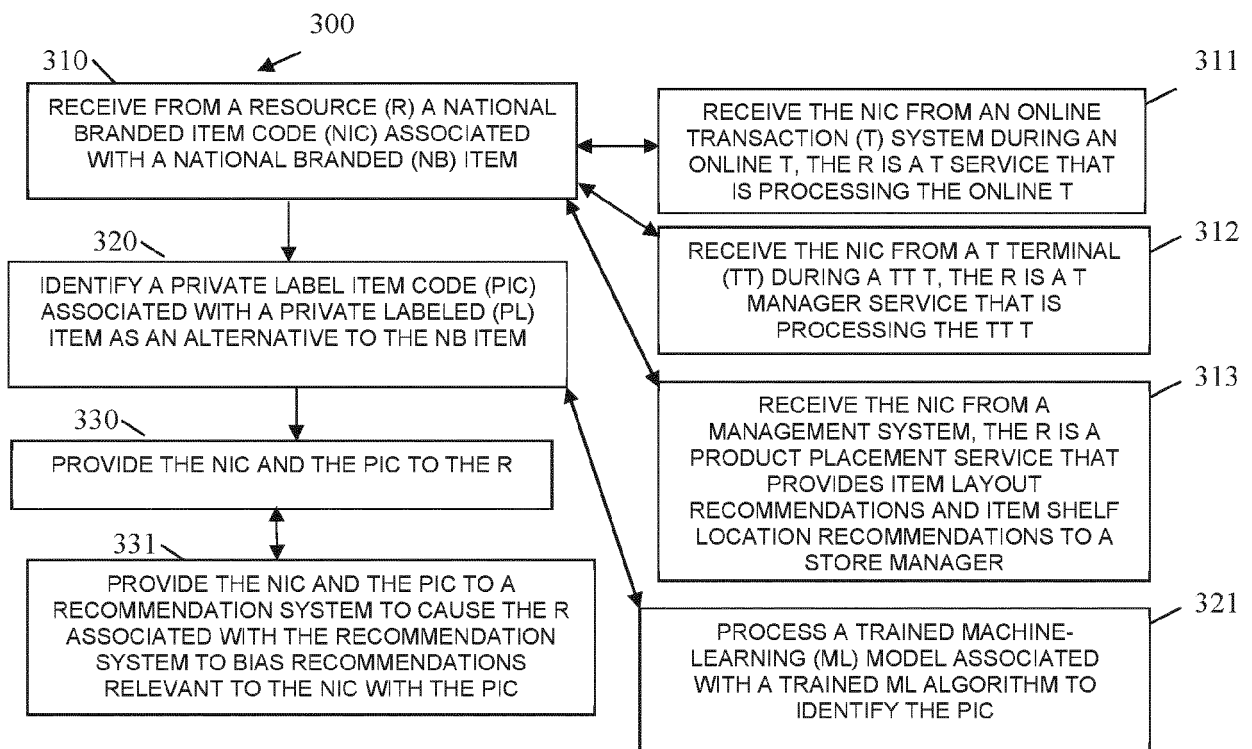 300
310
RECEIVE FROM A RESOURCE (R) A NATIONAL
BRANDED ITEM CODE (NIC) ASSOCIATED
WITH A NATIONAL BRANDED (NB) ITEM
320
IDENTIFY A PRIVATE LABEL ITEM CODE (PIC)
ASSOCIATED WITH A PRIVATE LABELED (PL)
ITEM AS AN ALTERNATIVE TO THE NB ITEM
330
PROVIDE THE NIC AND THE PIC TO THE R
331
PROVIDE THE NIC AND THE PIC TO A
RECOMMENDATION SYSTEM TO CAUSE THE R
ASSOCIATED WITH THE RECOMMENDATION
SYSTEM TO BIAS RECOMMENDATIONS
RELEVANT TO THE NIC WITH THE PIC
311
RECEIVE THE NIC FROM AN ONLINE
TRANSACTION (T) SYSTEM DURING AN
ONLINE T, THE R IS A T SERVICE THAT
IS PROCESSING THE ONLINE T
312
RECEIVE THE NIC FROM A T TERMINAL
(TT) DURING A TT T, THE R IS A T
MANAGER SERVICE THAT IS
PROCESSING THE TT T
313
RECEIVE THE NIC FROM A
MANAGEMENT SYSTEM, THE R IS A
PRODUCT PLACEMENT SERVICE THAT
PROVIDES ITEM LAYOUT
RECOMMENDATIONS AND ITEM SHELF
LOCATION RECOMMENDATIONS TO A
STORE MANAGER
321
PROCESS A TRAINED MACHINE-
LEARNING (ML) MODEL ASSOCIATED
WITH A TRAINED ML ALGORITHM TO
IDENTIFY THE PIC